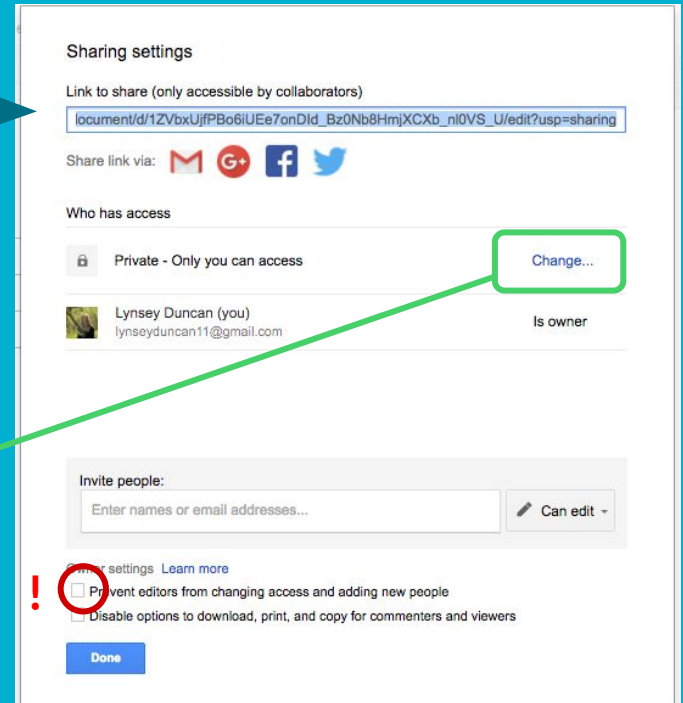 Sharing settings
Link to share (only accessible by collaborators)
locument/d/1ZVbxUjfPBo6iUEe7onDId_Bz0Nb8HmjXCXb_nl0VS_U/edit?usp=sharing
Share link via: M G+ f
Who has access
Private - Only you can access Change...
Lynsey Duncan (you) Is owner
lynseyduncan11@gmail.com
Invite people:
Enter names or email addresses... Can edit
Owner settings Learn more
! Prevent editors from changing access and adding new people
Disable options to download, print, and copy for commenters and viewers
Done